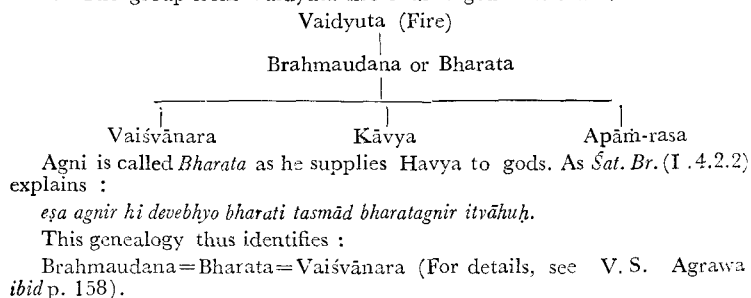 Vaidyuta (Fire)
Brahmaudana or Bharata
Vaiśvānara Kāvya Apāṁ-rasa
Agni is called Bharata as he supplies Havya to gods. As Śat. Br. (I .4.2.2)
explains :
eṣa agnir hi devebhyo bharati tasmād bharatagnir ityāhuḥ.
This genealogy thus identifies :
Brahmaudana=Bharata=Vaiśvānara (For details, see V. S. Agrawa
ibid p. 158).